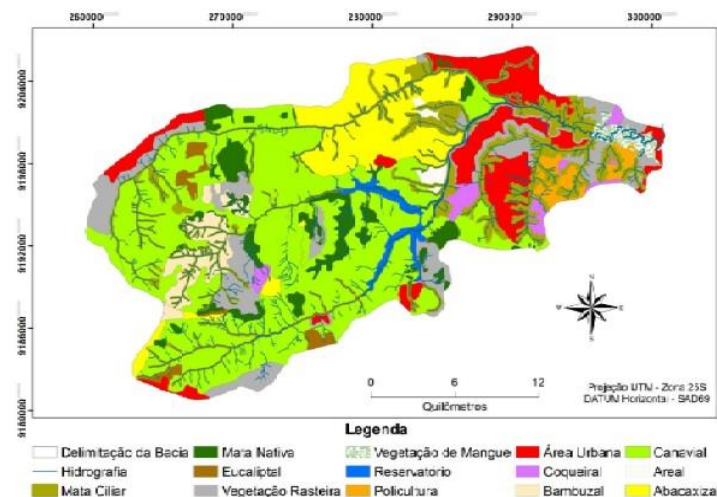 260000 270000 280000 290000 300000
9204000
9198000
9192000
9186000
9180000
N
W E
S
0 6 12
Quilômetros
Projeção UTM - Zona 25S
DATUM Horizontal - SAD69
Legenda
Delimitação da Bacia Mata Nativa Vegetação de Mangue Área Urbana Canavial
Hidrografia Eucaliptal Reservatorio Coqueiral Areal
Mata Ciliar Vegetação Rasteira Policultura Bambuzal Abacaxiza